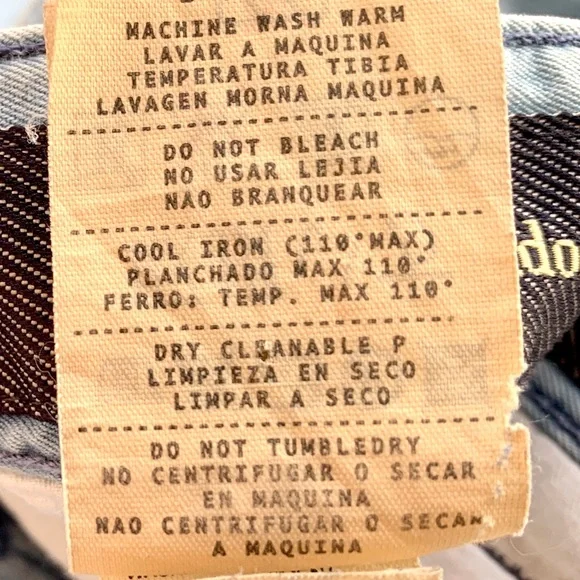 MACHINE WASH WARM
LAVAR A MAQUINA
TEMPERATURA TIBIA
LAVAGEN MORNA MAQUINA
DO NOT BLEACH
NO USAR LEJIA
NAO BRANQUEAR
COOL IRON (110°MAX)
PLANCHADO MAX 110°
FERRO: TEMP. MAX 110°
DRY CLEANABLE P
LIMPIEZA EN SECO
LIMPAR A SECO
DO NOT TUMBLEDRY
NO CENTRIFUGAR O SECAR
EN MAQUINA
NAO CENTRIFUGAR O SECAR
A MAQUINA